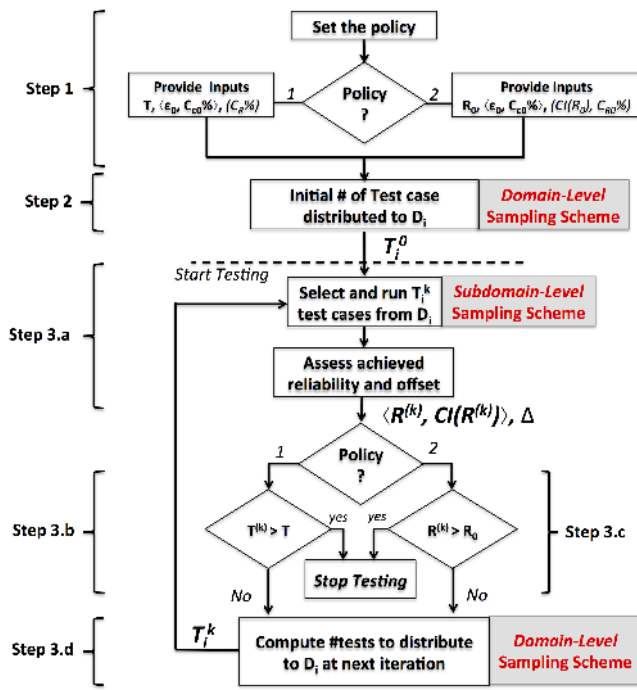 Set the policy
Step 1
Provide Inputs
T, ⟨ε₀, Cε₀%⟩, (C_R%)
1
Policy
?
2
Provide Inputs
R₀, ⟨ε₀, Cε₀%⟩, (CI(R₀), C_R0%)
Step 2
Initial # of Test case
distributed to Dᵢ
Domain-Level
Sampling Scheme
Tᵢ⁰
Start Testing
Step 3.a
Select and run Tᵢᵏ
test cases from Dᵢ
Subdomain-Level
Sampling Scheme
Assess achieved
reliability and offset
⟨R⁽ᵏ⁾, CI(R⁽ᵏ⁾)⟩, Δ
1
Policy
?
2
Step 3.b
T⁽ᵏ⁾ > T
yes
yes
R⁽ᵏ⁾ > R₀
Step 3.c
Stop Testing
No
No
Step 3.d
Tᵢᵏ
Compute #tests to distribute
to Dᵢ at next iteration
Domain-Level
Sampling Scheme